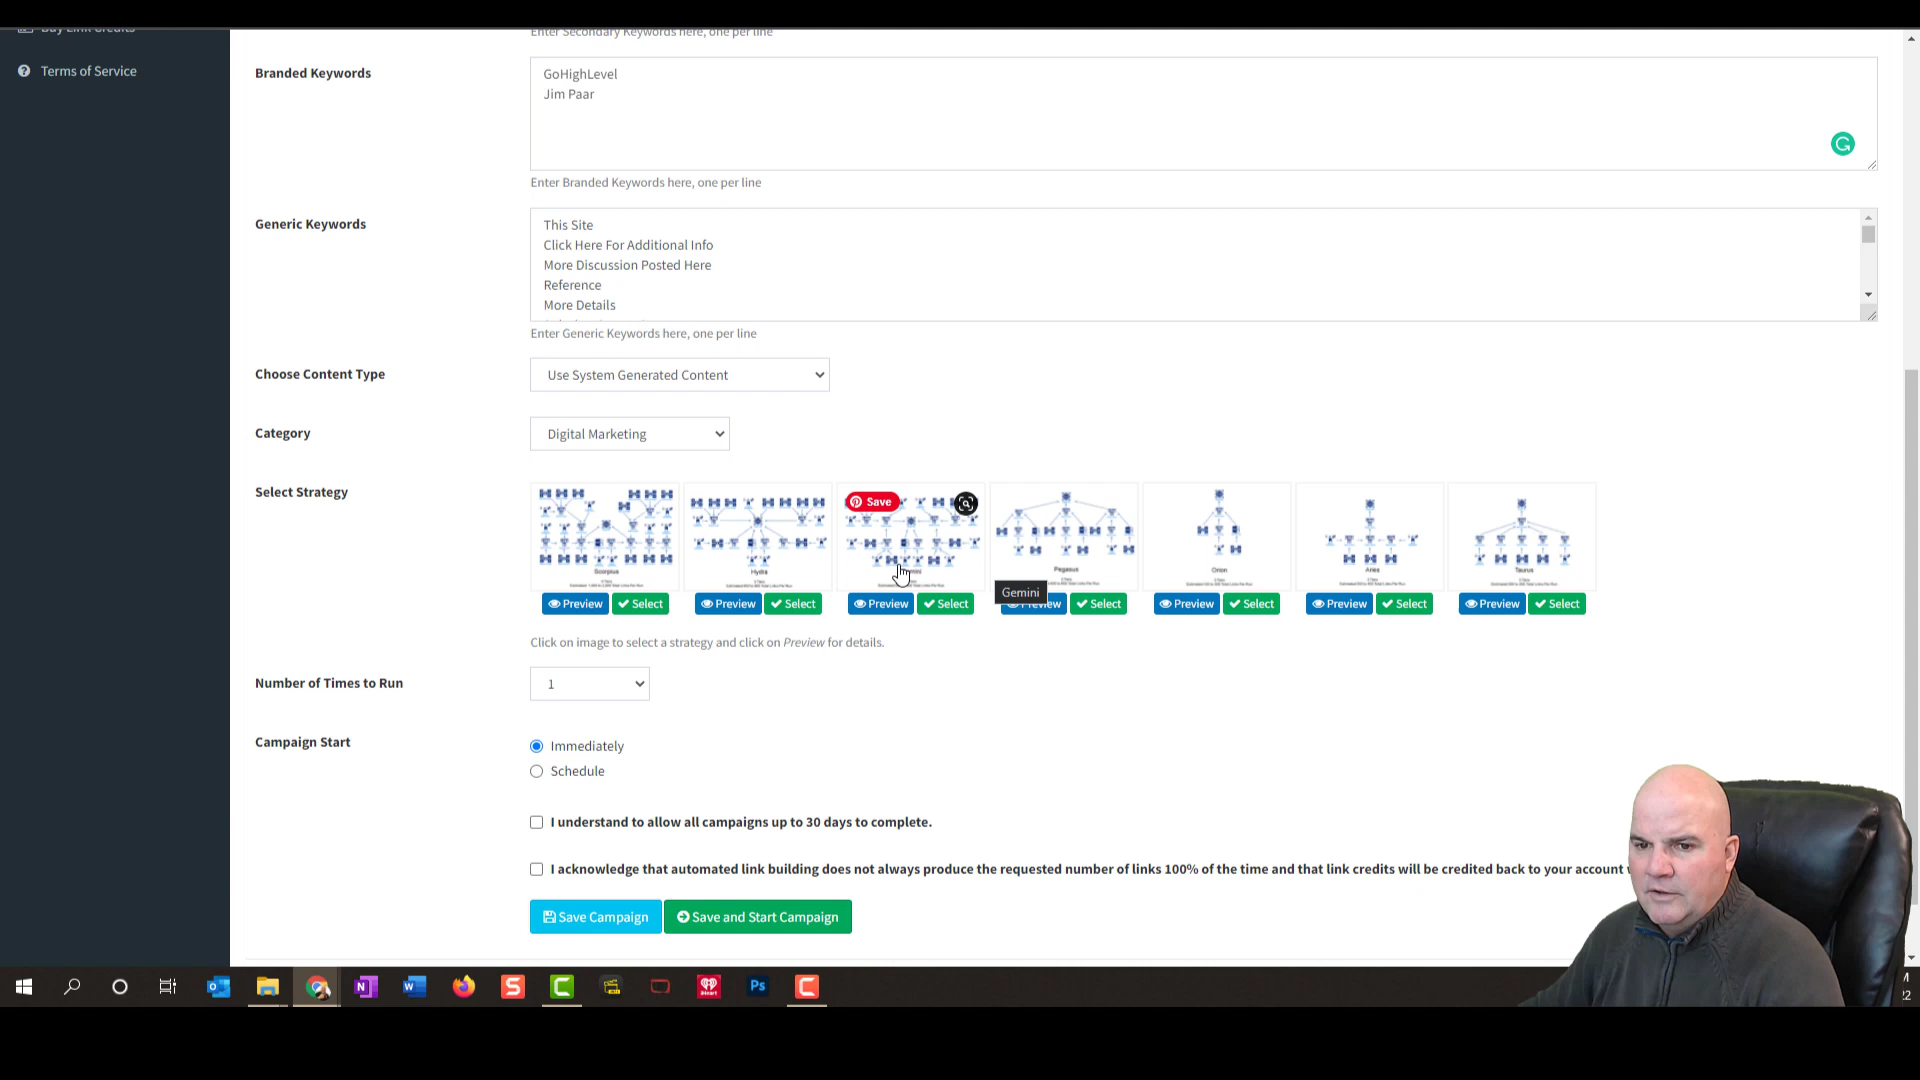 Buy Link Credits
Terms of Service
Enter Secondary Keywords here, one per line
Branded Keywords
GoHighLevel
Jim Paar
Enter Branded Keywords here, one per line
Generic Keywords
This Site
Click Here For Additional Info
More Discussion Posted Here
Reference
More Details
Enter Generic Keywords here, one per line
Choose Content Type
Use System Generated Content
Category
Digital Marketing
Select Strategy
Save
Scorpius
Hydra
Pegasus
Orion
Aries
Taurus
Gemini
Preview Select Preview Select Preview Select Preview Select Preview Select Preview Select Preview Select
Click on image to select a strategy and click on Preview for details.
Number of Times to Run
1
Campaign Start
Immediately
Schedule
I understand to allow all campaigns up to 30 days to complete.
I acknowledge that automated link building does not always produce the requested number of links 100% of the time and that link credits will be credited back to your account
Save Campaign
Save and Start Campaign